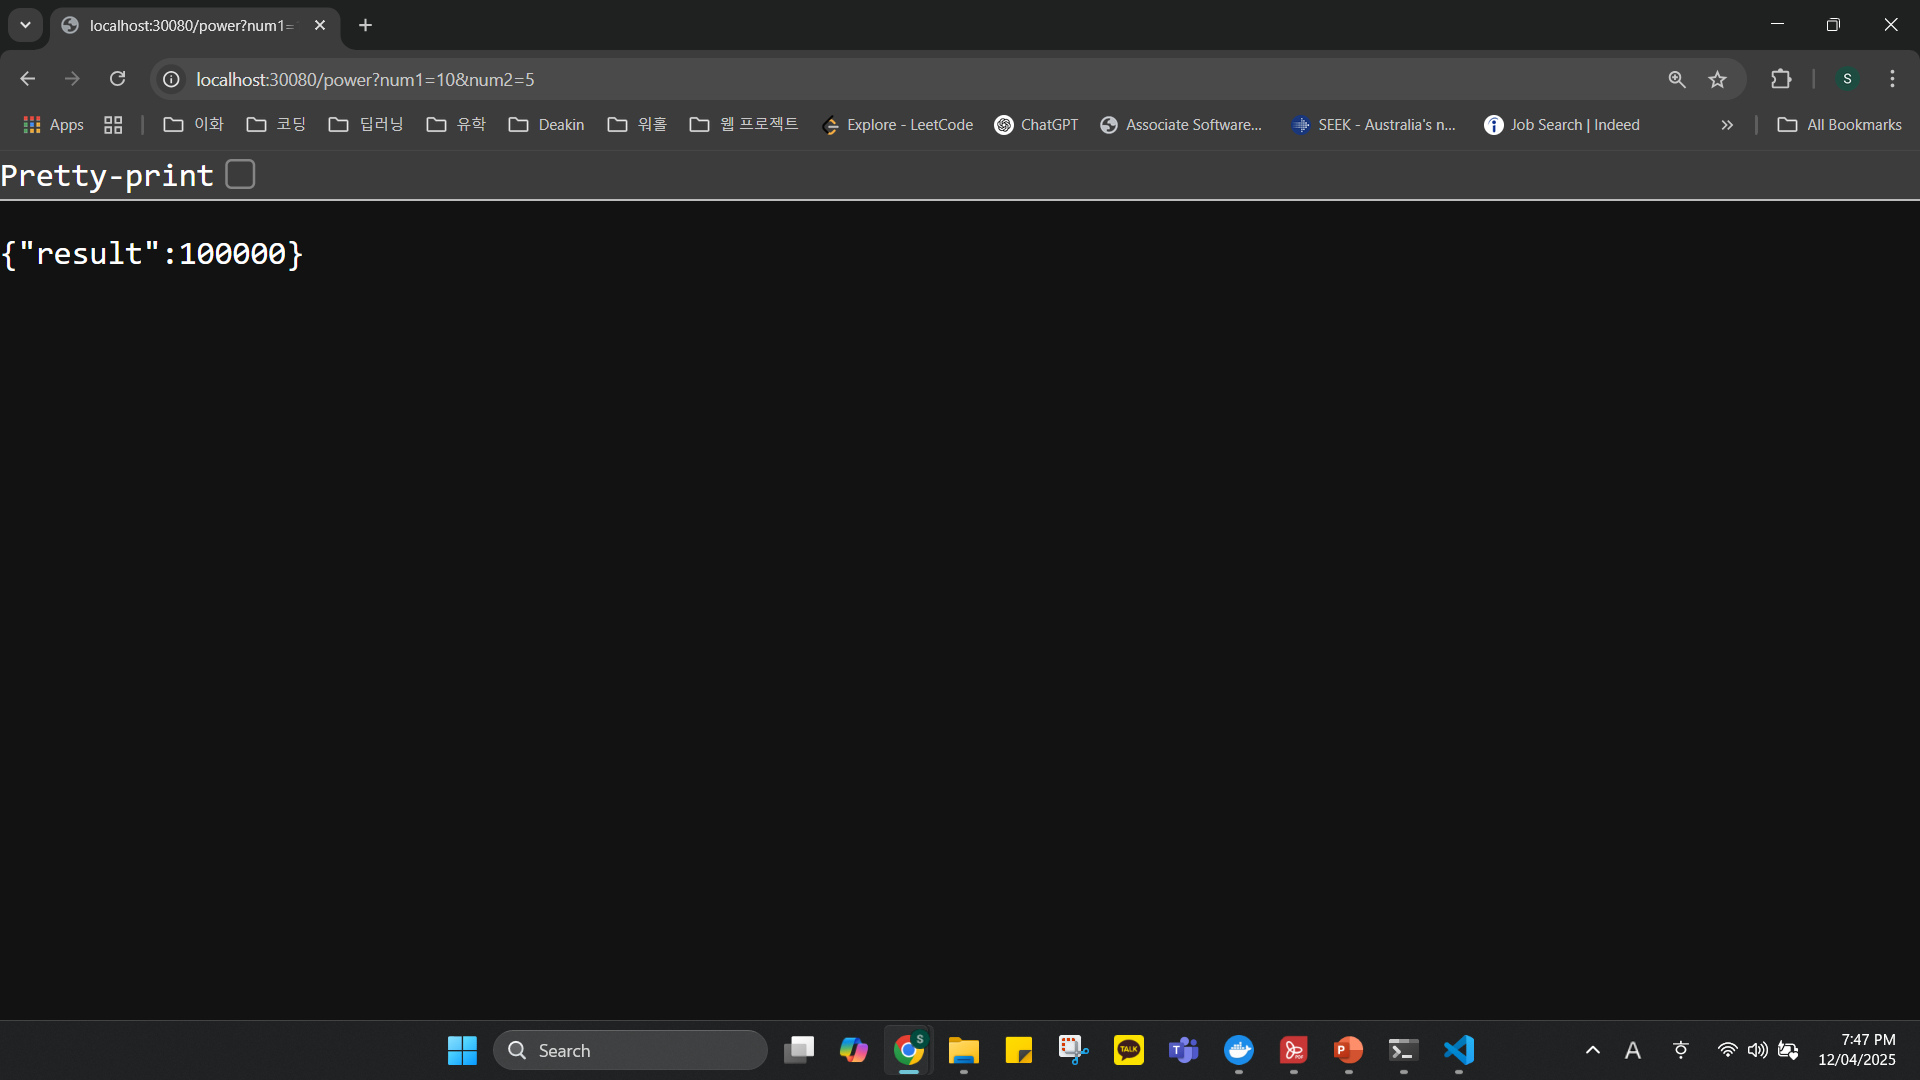 localhost:30080/power?num1=
localhost:30080/power?num1=10&num2=5
S
Apps
이화
코딩
딥러닝
유학
Deakin
워홀
웹 프로젝트
Explore - LeetCode
ChatGPT
Associate Software...
SEEK - Australia's n...
Job Search | Indeed
All Bookmarks
Pretty-print
{"result":100000}
Search
S
TALK
T
PDF
P
A
7:47 PM
12/04/2025